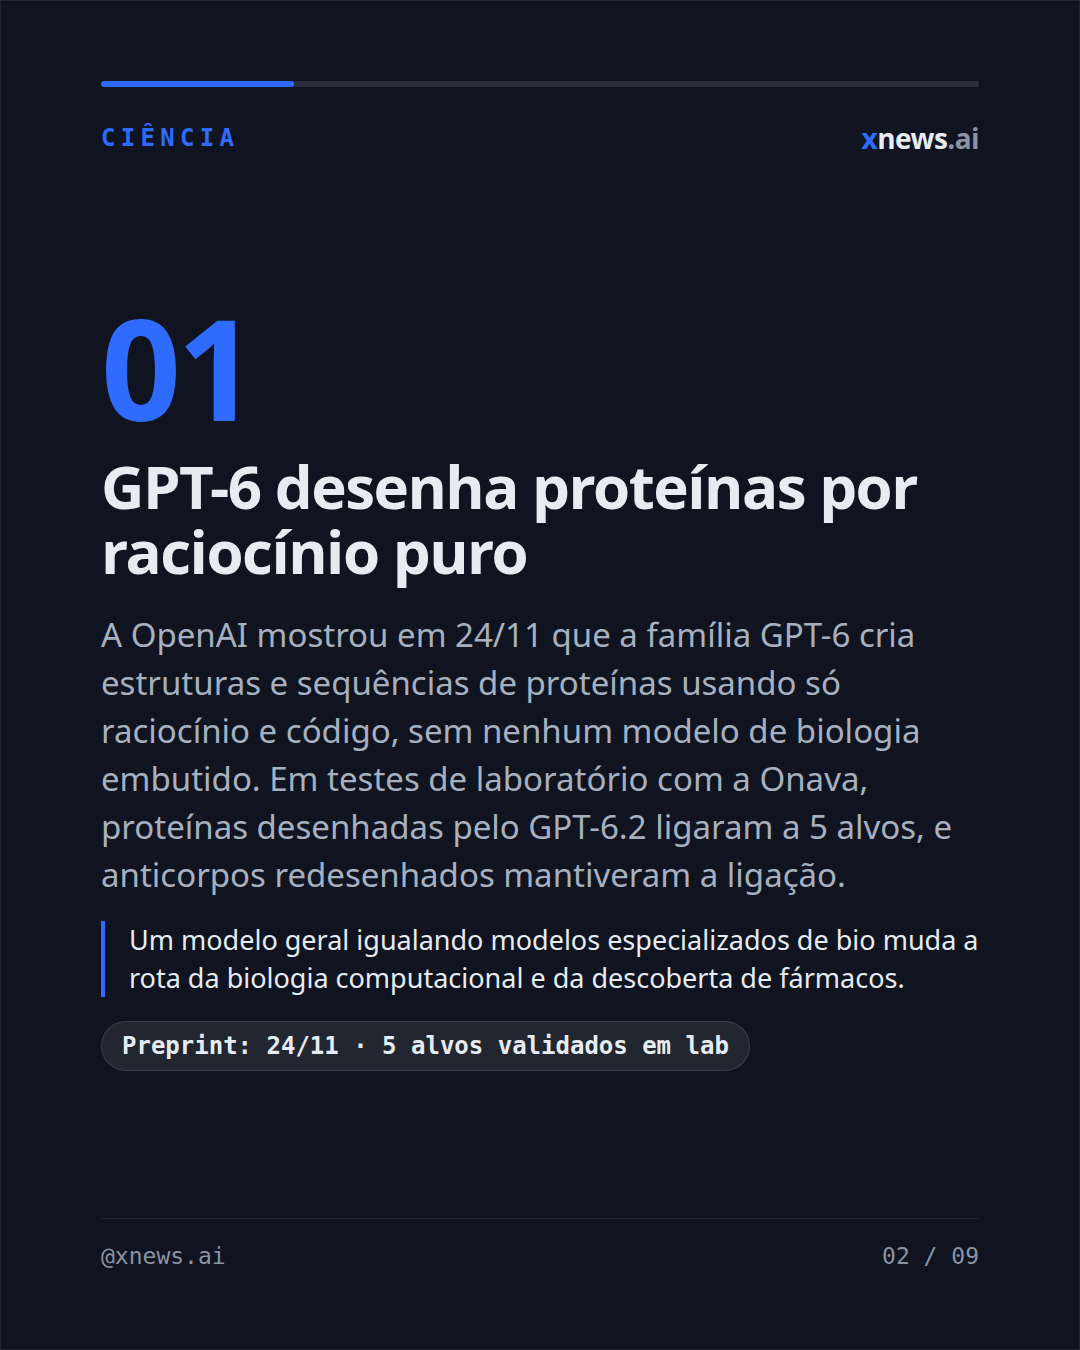 CIÊNCIA
xnews.ai
01
GPT-6 desenha proteínas por
raciocínio puro
A OpenAI mostrou em 24/11 que a família GPT-6 cria
estruturas e sequências de proteínas usando só
raciocínio e código, sem nenhum modelo de biologia
embutido. Em testes de laboratório com a Onava,
proteínas desenhadas pelo GPT-6.2 ligaram a 5 alvos, e
anticorpos redesenhados mantiveram a ligação.
Um modelo geral igualando modelos especializados de bio muda a
rota da biologia computacional e da descoberta de fármacos.
Preprint: 24/11 · 5 alvos validados em lab
@xnews.ai
02 / 09